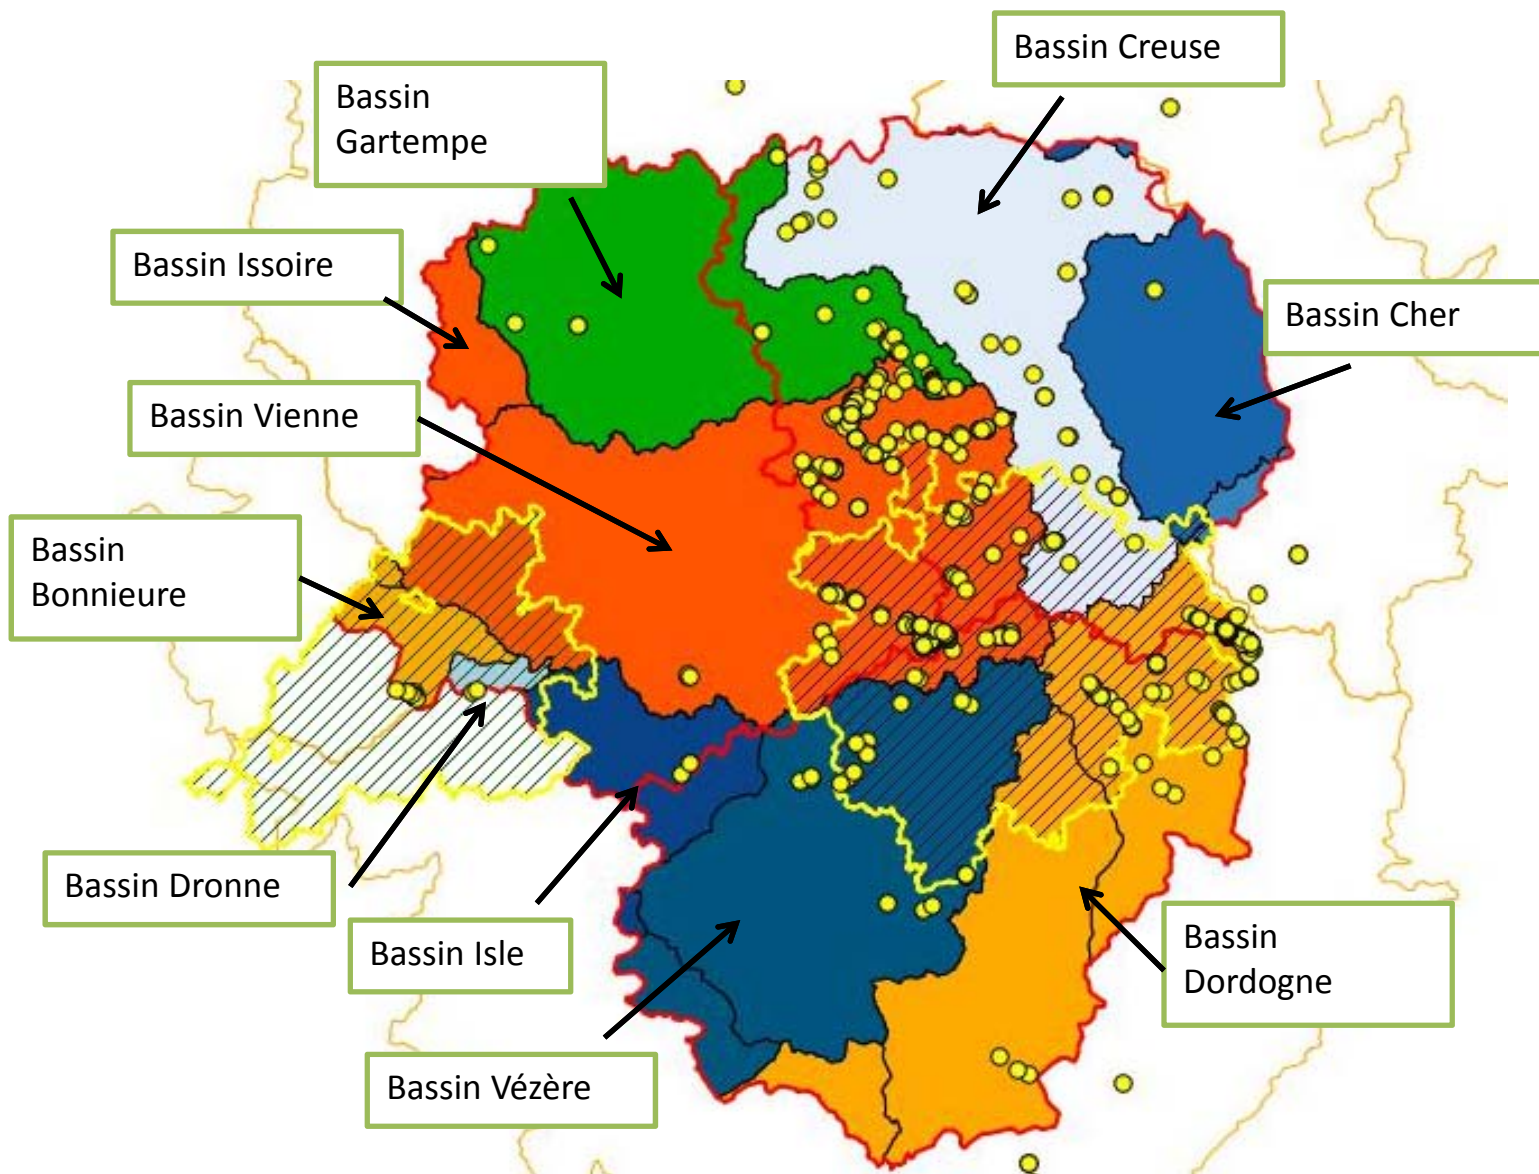 Bassin Creuse
Bassin
Gartempe
Bassin Issoire
Bassin Cher
Bassin Vienne
Bassin
Bonnieure
Bassin Dronne
Bassin Isle
Bassin
Dordogne
Bassin Vézère